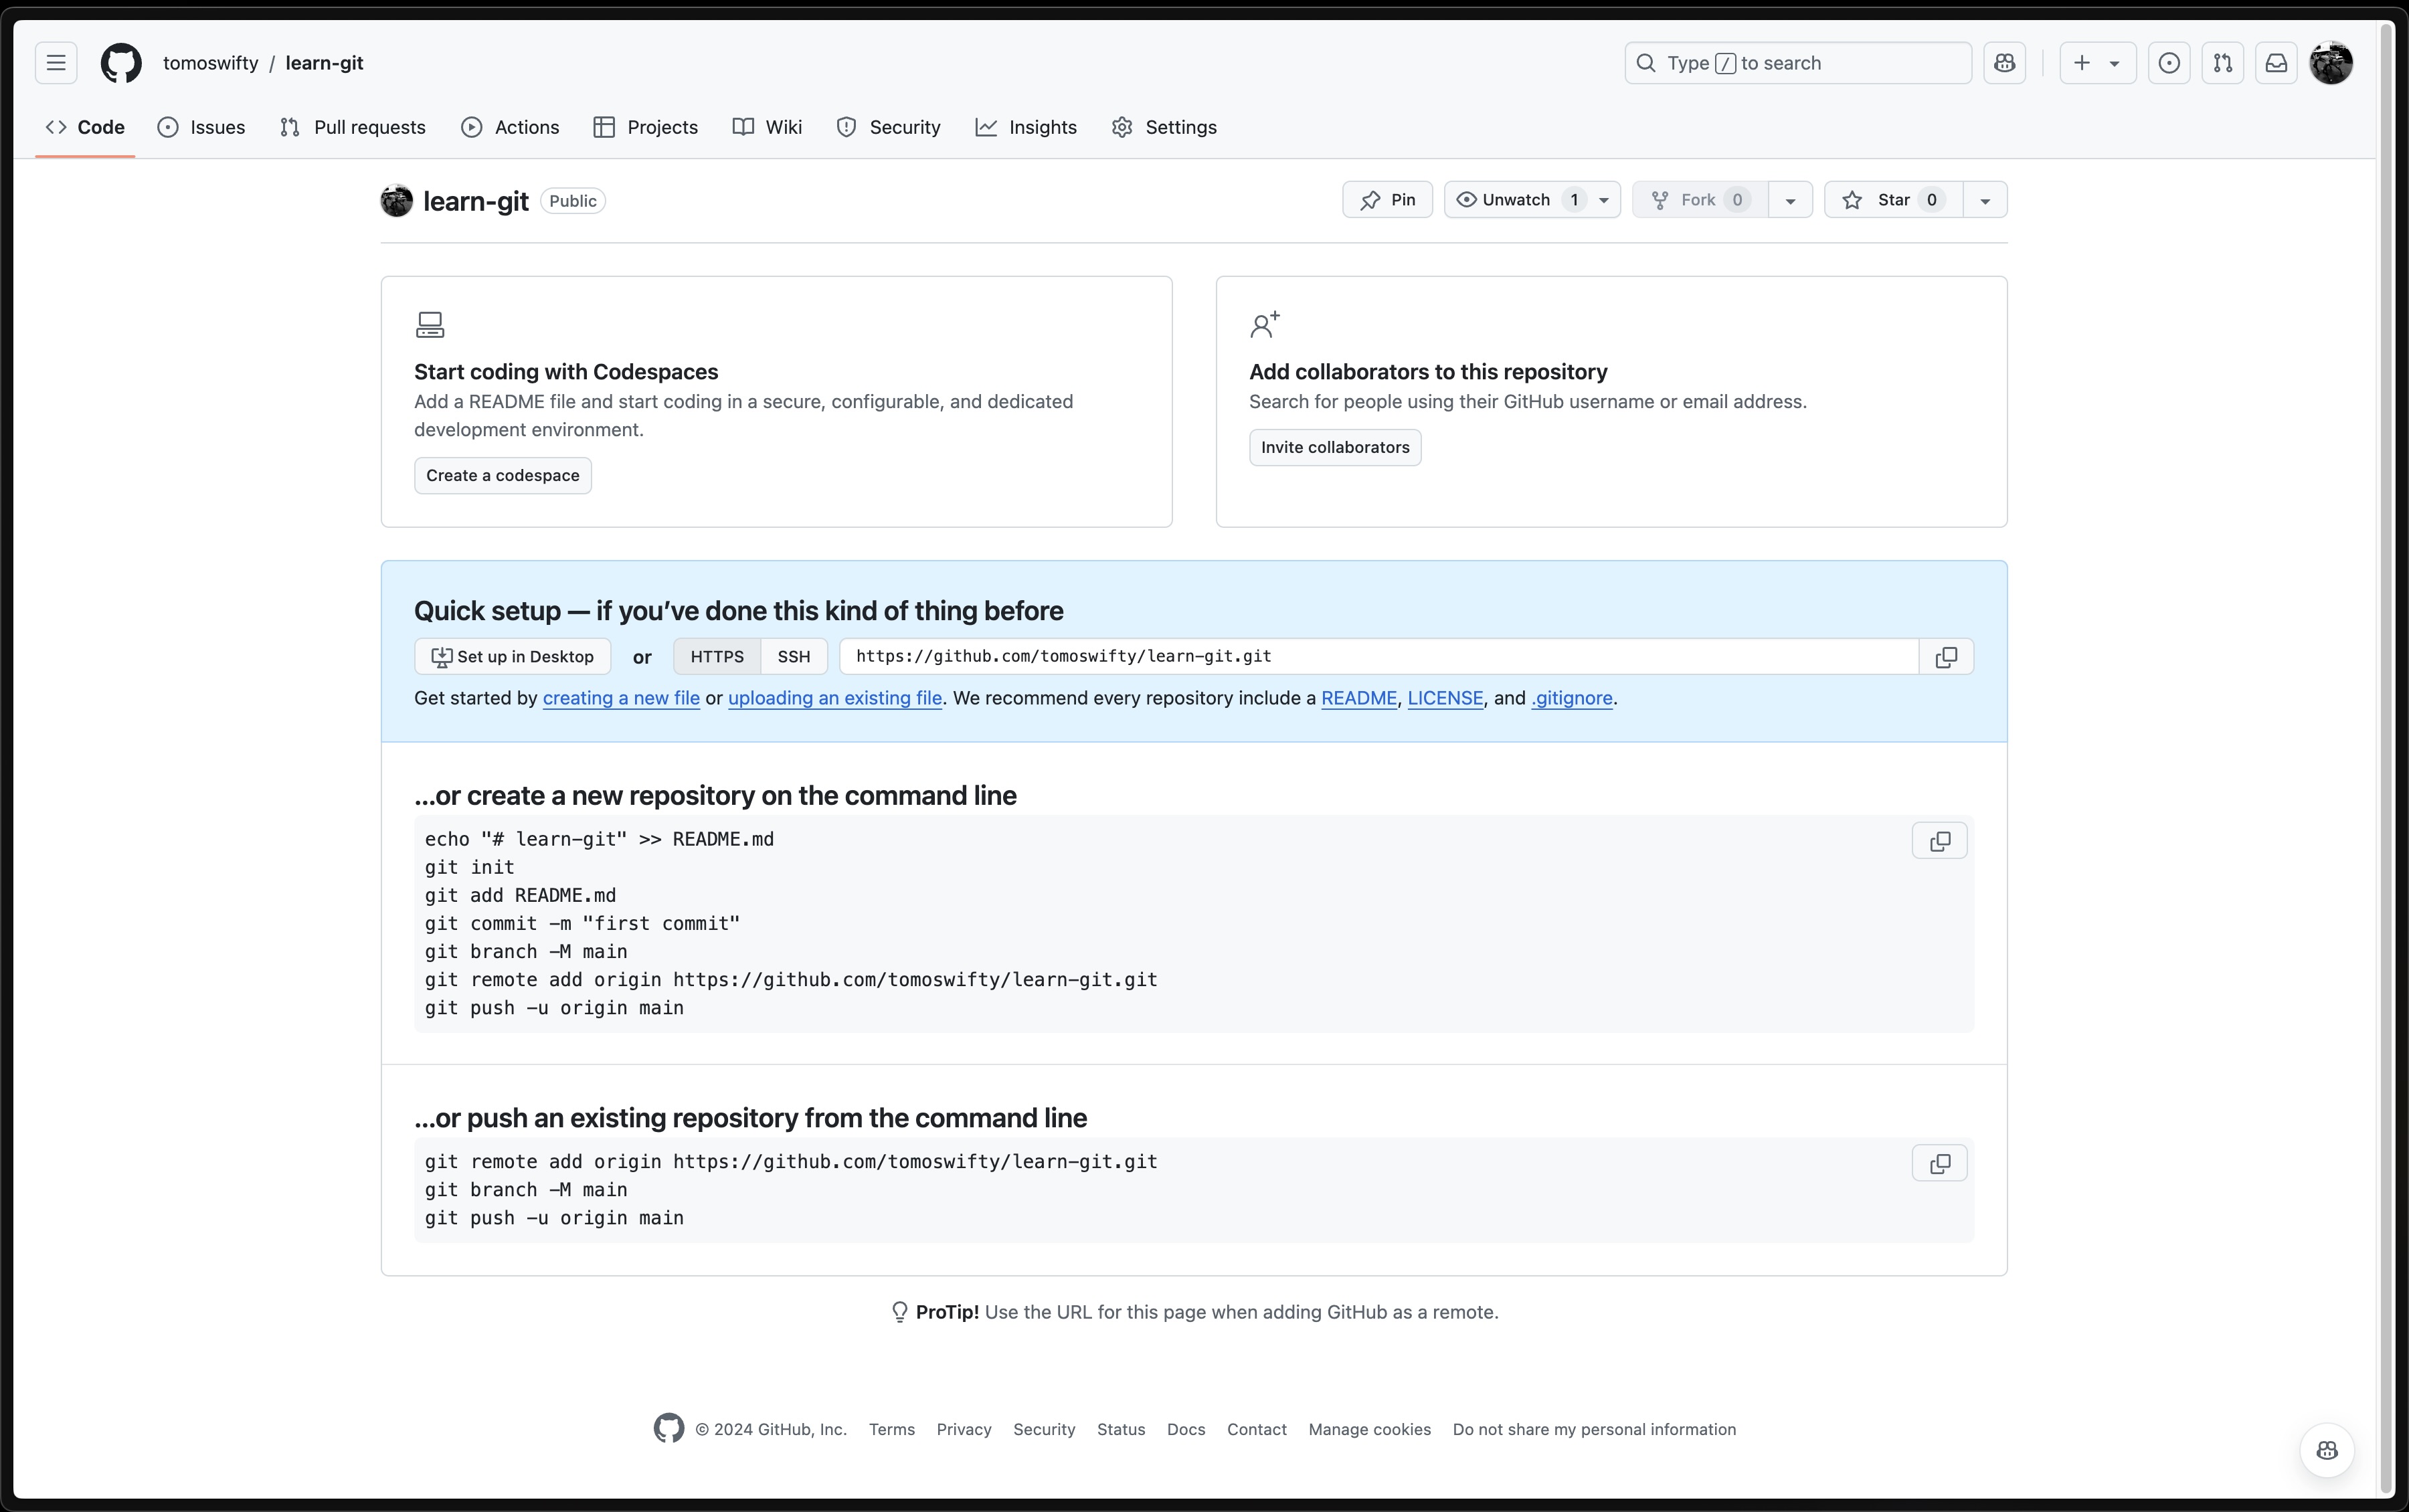 tomoswifty / learn-git
Type / to search
Code
Issues
Pull requests
Actions
Projects
Wiki
Security
Insights
Settings
learn-git
Public
Pin
Unwatch 1
Fork 0
Star 0
Start coding with Codespaces
Add a README file and start coding in a secure, configurable, and dedicated
development environment.
Create a codespace
Add collaborators to this repository
Search for people using their GitHub username or email address.
Invite collaborators
Quick setup — if you’ve done this kind of thing before
Set up in Desktop or HTTPS SSH https://github.com/tomoswifty/learn-git.git
Get started by creating a new file or uploading an existing file. We recommend every repository include a README, LICENSE, and .gitignore.
…or create a new repository on the command line
echo "# learn-git" >> README.md
git init
git add README.md
git commit -m "first commit"
git branch -M main
git remote add origin https://github.com/tomoswifty/learn-git.git
git push -u origin main
…or push an existing repository from the command line
git remote add origin https://github.com/tomoswifty/learn-git.git
git branch -M main
git push -u origin main
ProTip! Use the URL for this page when adding GitHub as a remote.
© 2024 GitHub, Inc. Terms Privacy Security Status Docs Contact Manage cookies Do not share my personal information